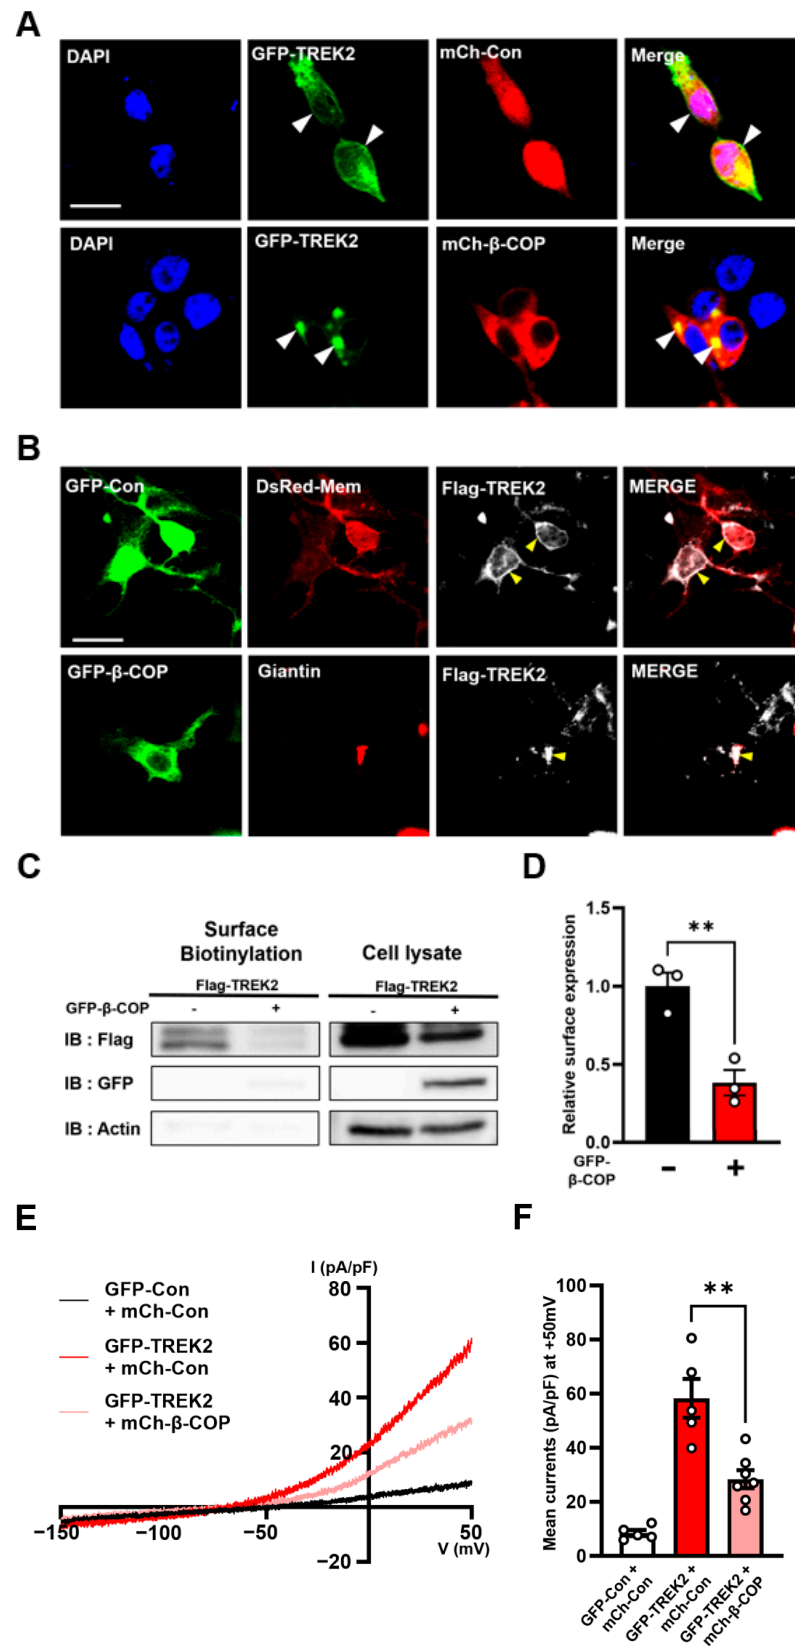 A
DAPI
GFP-TREK2
mCh-Con
Merge
DAPI
GFP-TREK2
mCh-β-COP
Merge
B
GFP-Con
DsRed-Mem
Flag-TREK2
MERGE
GFP-β-COP
Giantin
Flag-TREK2
MERGE
C
Surface
Biotinylation
Cell lysate
Flag-TREK2
Flag-TREK2
GFP-β-COP
-
+
-
+
IB : Flag
IB : GFP
IB : Actin
D
Relative surface expression
1.5
1.0
0.5
0.0
**
GFP-
β-COP
−
+
E
GFP-Con
+ mCh-Con
GFP-TREK2
+ mCh-Con
GFP-TREK2
+ mCh-β-COP
I (pA/pF)
80
60
40
20
−20
−150
−100
−50
50
V (mV)
F
Mean currents (pA/pF) at +50mV
100
80
60
40
20
0
**
GFP-Con +
mCh-Con
GFP-TREK2 +
mCh-Con
GFP-TREK2 +
mCh-β-COP